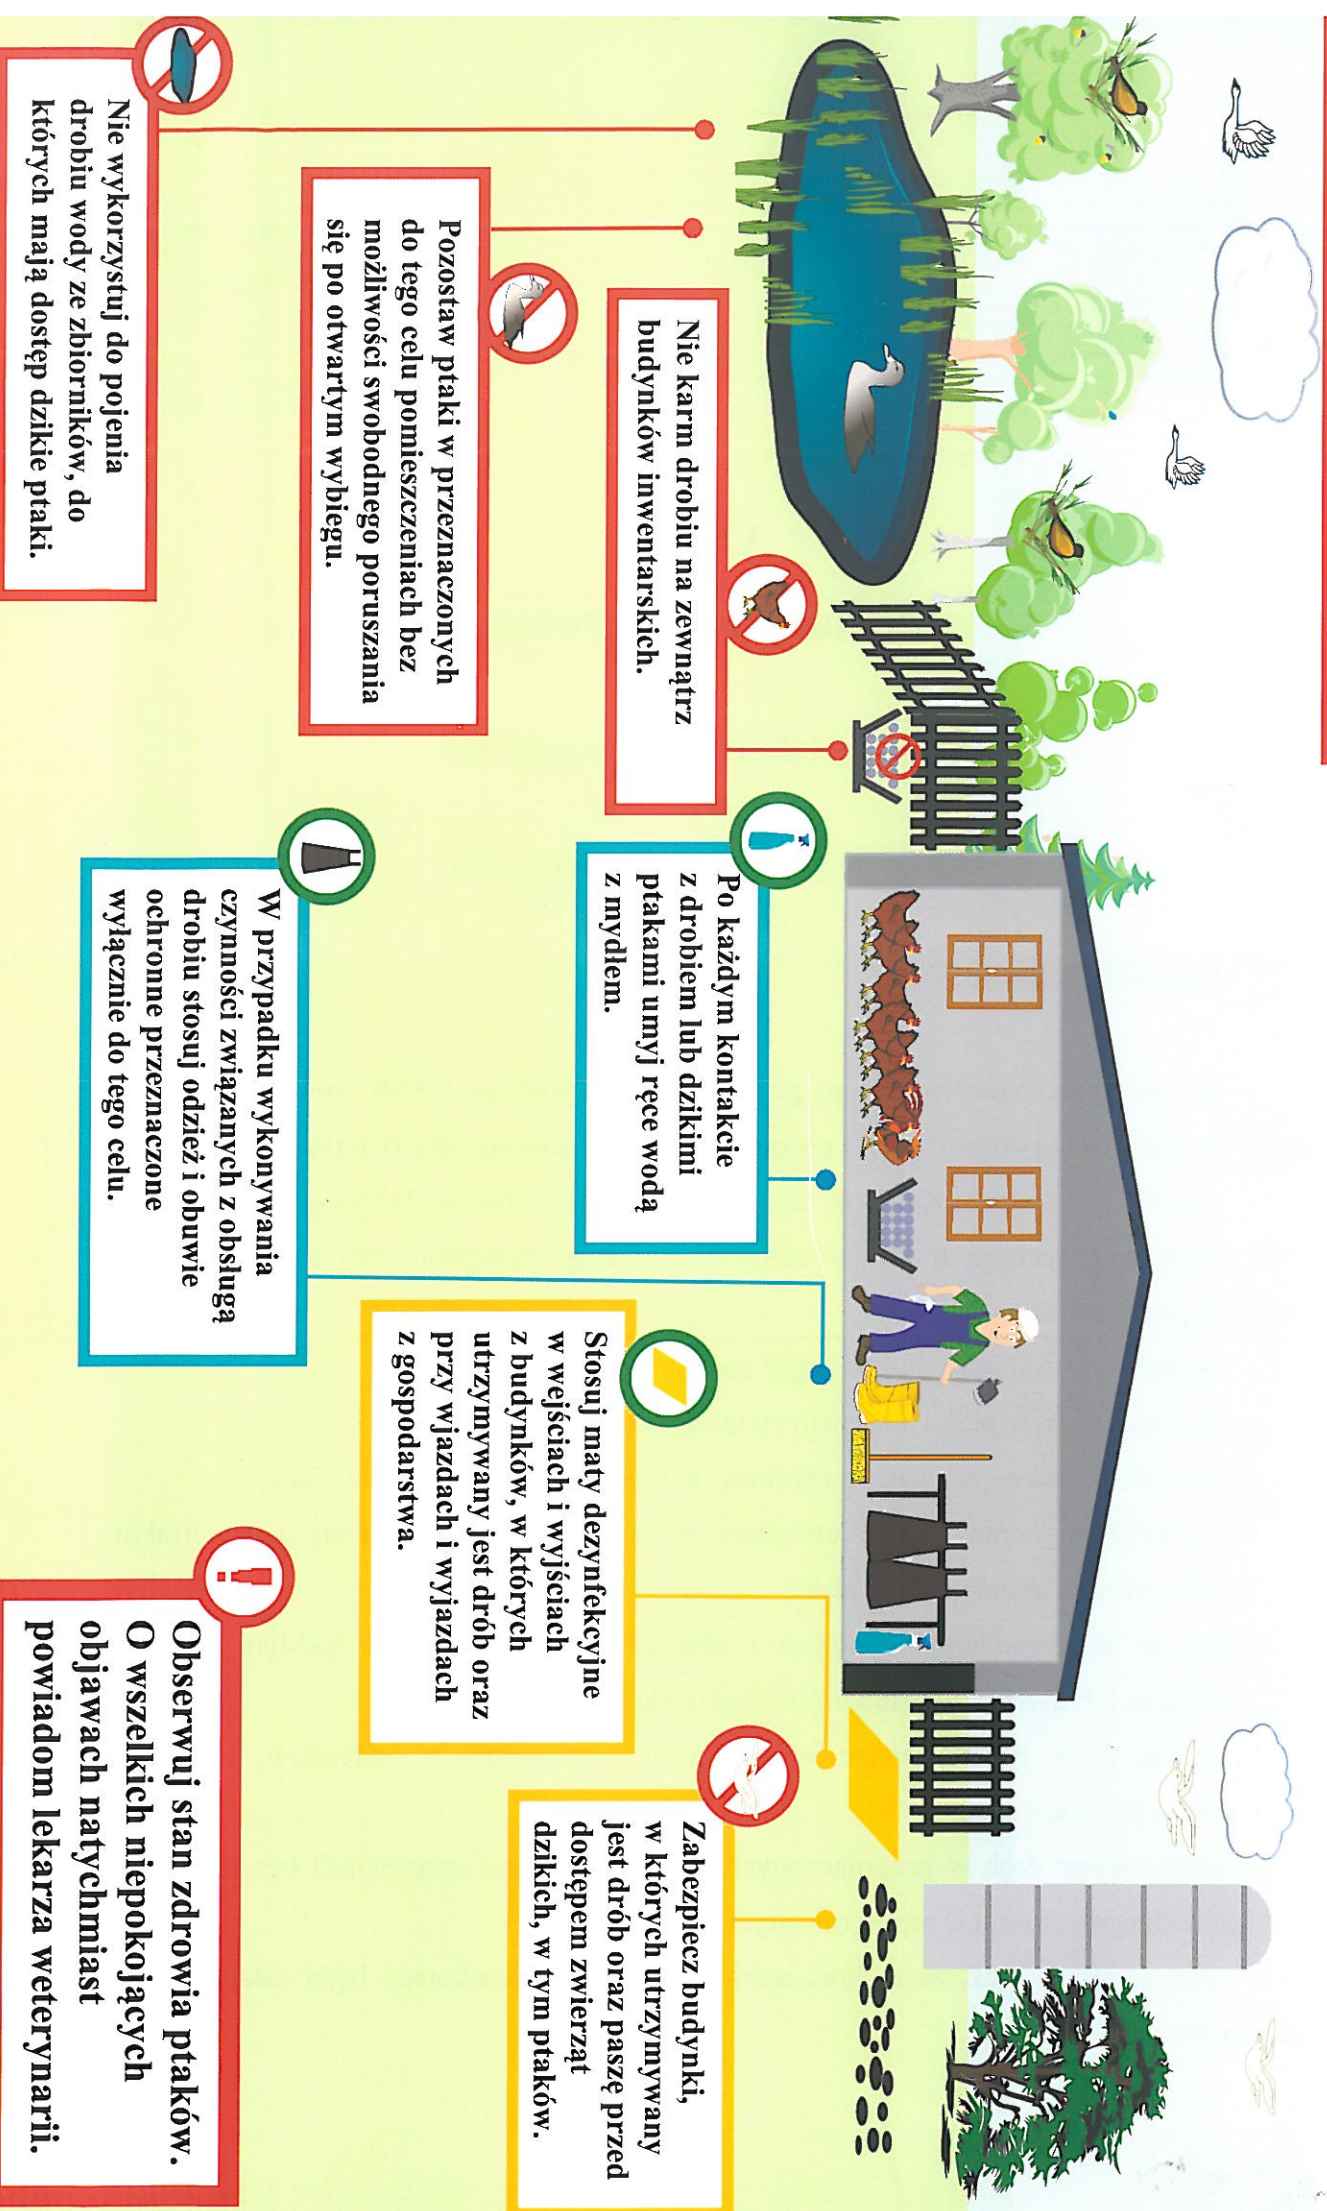 Nie wykorzystuj do pojenia
drobiu wody ze zbiorników, do
których mają dostęp dzikie ptaki.
Pozostaw ptaki w przeznaczonych
do tego celu pomieszczeniach bez
możliwości swobodnego poruszania
się po otwartym wybiegu.
Nie karm drobiu na zewnątrz
budynków inwentarskich.
Po każdym kontakcie
z drobiem lub dzikimi
ptakami umyj ręce wodą
z mydłem.
W przypadku wykonywania
czynności związanych z obsługą
drobiu stosuj odzież i obuwie
ochronne przeznaczone
wyłącznie do tego celu.
Stosuj maty dezynfekcyjne
w wejściach i wyjściach
z budynków, w których
utrzymywany jest drób oraz
przy wjazdach i wyjazdach
z gospodarstwa.
Zabezpiecz budynki,
w których utrzymywany
jest drób oraz paszę przed
dostępem zwierząt
dzikich, w tym ptaków.
Obserwuj stan zdrowia ptaków.
O wszelkich niepokojących
objawach natychmiast
powiadom lekarza weterynarii.